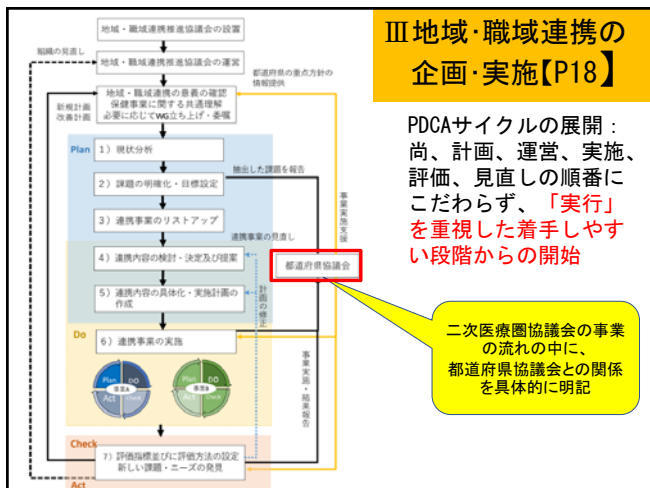 Ⅲ地域･職域連携の
企画･実施【P18】
地域・職域連携推進協議会の設置
組織の見直し
地域・職域連携推進協議会の運営
都道府県の重点方針の
情報提供
新規計画
改善計画
地域・職域連携の意義の確認
保健事業に関する共通理解
必要に応じてWG立ち上げ・委嘱
Plan
1）現状分析
抽出した課題を報告
2）課題の明確化・目標設定
3）連携事業のリストアップ
事業実施支援
連携事業の見直し
4）連携内容の検討・決定及び提案
都道府県協議会
5）連携内容の具体化・実施計画の
作成
計画の修正
Do
6）連携事業の実施
Plan
DO
事業A
Act
Check
Plan
DO
事業B
Act
Check
事業実施・結果報告
Check
7）評価指標並びに評価方法の設定
新しい課題・ニーズの発見
Act
PDCAサイクルの展開：
尚、計画、運営、実施、
評価、見直しの順番に
こだわらず、「実行」
を重視した着手しやす
い段階からの開始
二次医療圏協議会の事業
の流れの中に、
都道府県協議会との関係
を具体的に明記